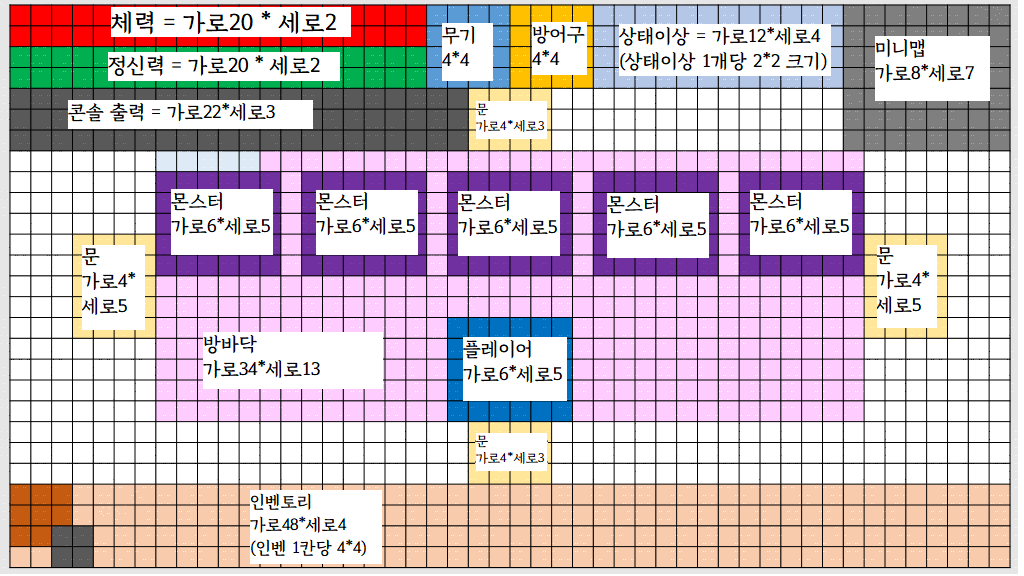 체력 = 가로20 * 세로2
정신력 = 가로20 * 세로2
무기
4*4
방어구
4*4
상태이상 = 가로12*세로4
(상태이상 1개당 2*2 크기)
미니맵
가로8*세로7
콘솔 출력 = 가로22*세로3
문
가로4*세로3
몬스터
가로6*세로5
몬스터
가로6*세로5
몬스터
가로6*세로5
몬스터
가로6*세로5
몬스터
가로6*세로5
문
가로4*
세로5
문
가로4*
세로5
방바닥
가로34*세로13
플레이어
가로6*세로5
문
가로4*세로3
인벤토리
가로48*세로4
(인벤 1칸당 4*4)